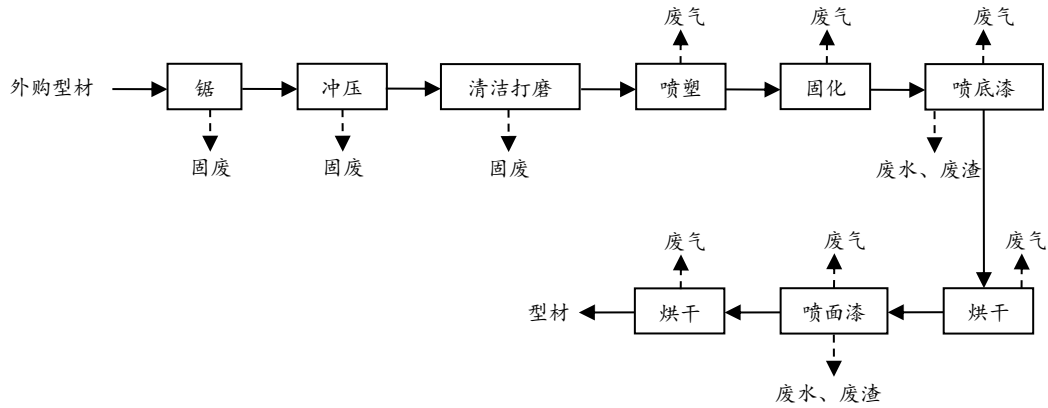 废气 废气 废气
外购型材 锯 冲压 清洁打磨 喷塑 固化 喷底漆
固废 固废 固废 废水、废渣
废气 废气 废气
型材 烘干 喷面漆 烘干
废水、废渣